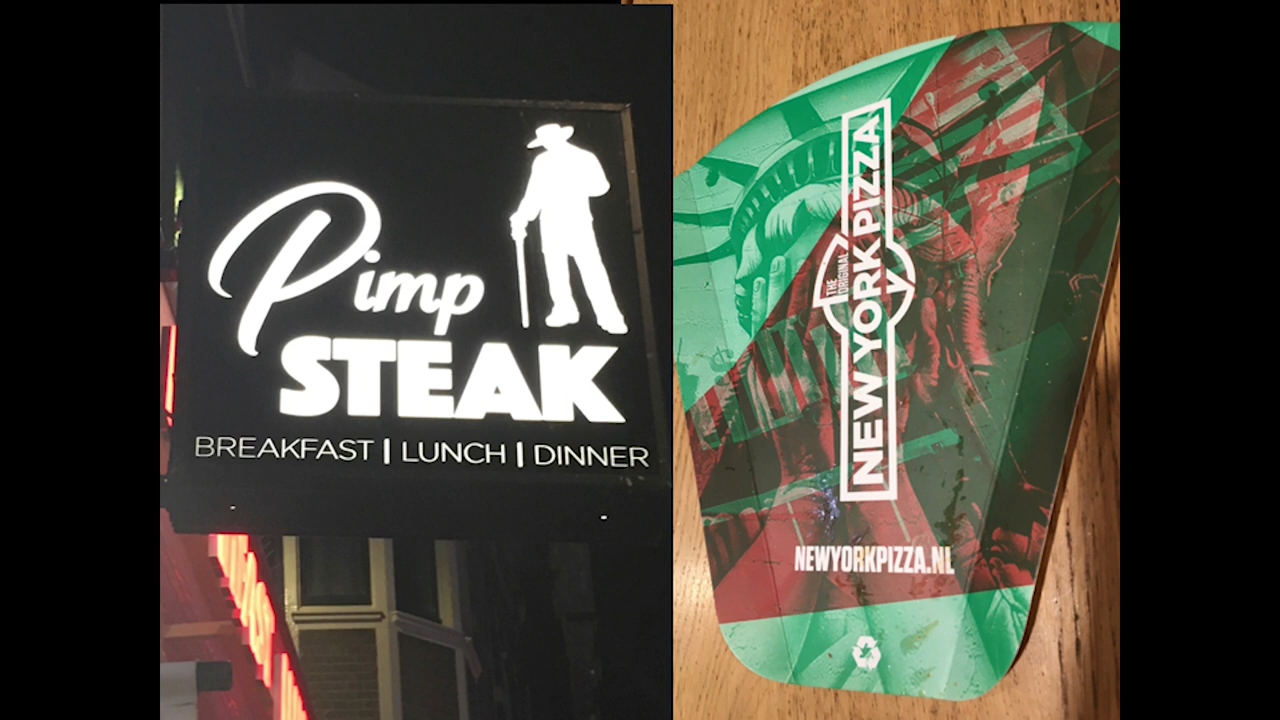 Pimp
STEAK
BREAKFAST | LUNCH | DINNER
THE
ORIGINAL
NEW YORK PIZZA
NEWYORKPIZZA.NL